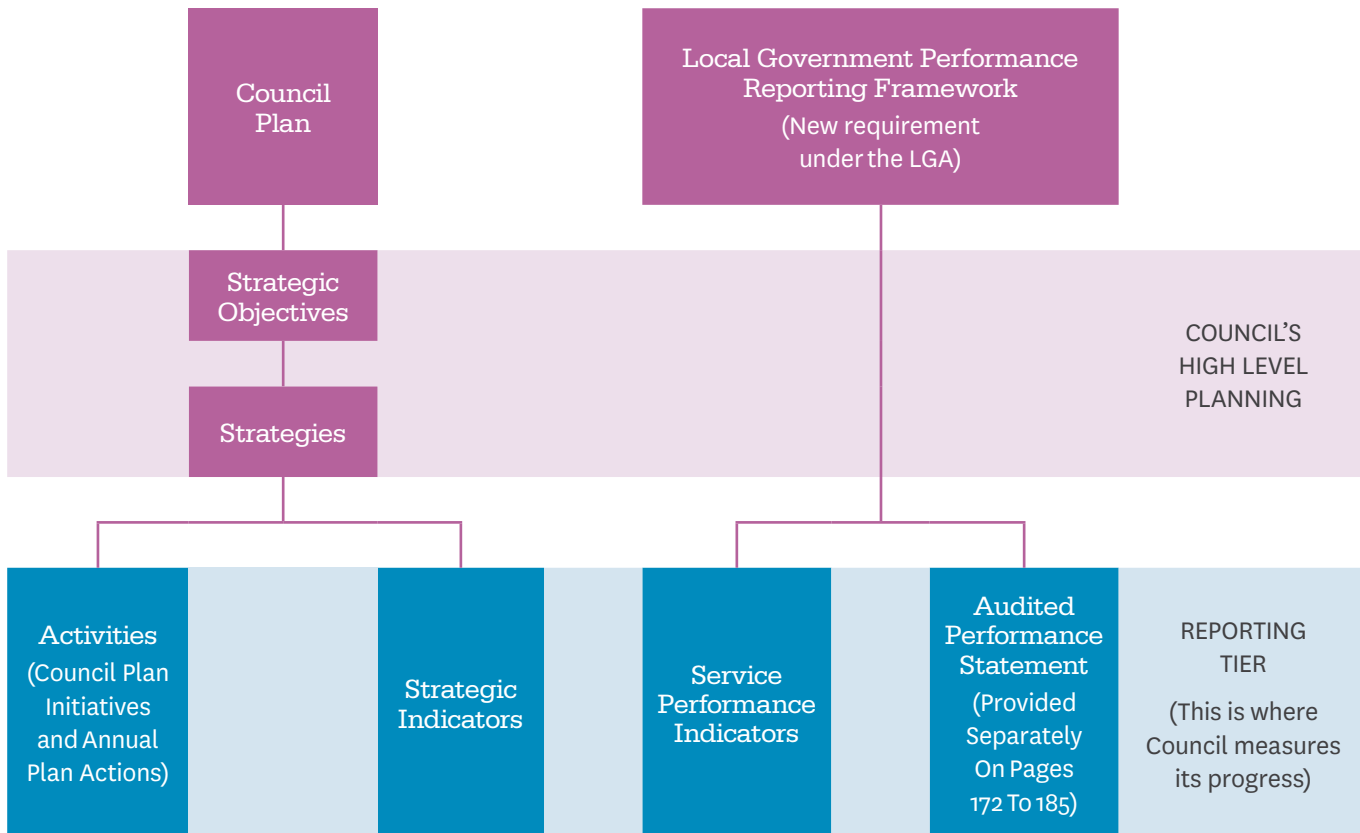 Council
Plan
Local Government Performance
Reporting Framework
(New requirement
under the LGA)
Strategic
Objectives
Strategies
COUNCIL’S
HIGH LEVEL
PLANNING
Activities
(Council Plan
Initiatives
and Annual
Plan Actions)
Strategic
Indicators
Service
Performance
Indicators
Audited
Performance
Statement
(Provided
Separately
On Pages
172 To 185)
REPORTING
TIER
(This is where
Council measures
its progress)